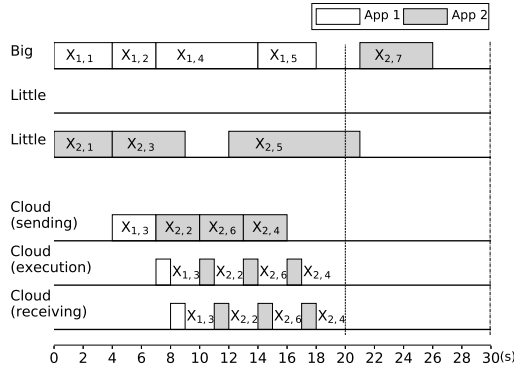 App 1 App 2
Big X1,1 X1,2 X1,4 X1,5 X2,7
Little
Little X2,1 X2,3 X2,5
Cloud
(sending) X1,3 X2,2 X2,6 X2,4
Cloud
(execution) X1,3 X2,2 X2,6 X2,4
Cloud
(receiving) X1,3 X2,2 X2,6 X2,4
0 2 4 6 8 10 12 14 16 18 20 22 24 26 28 30(s)